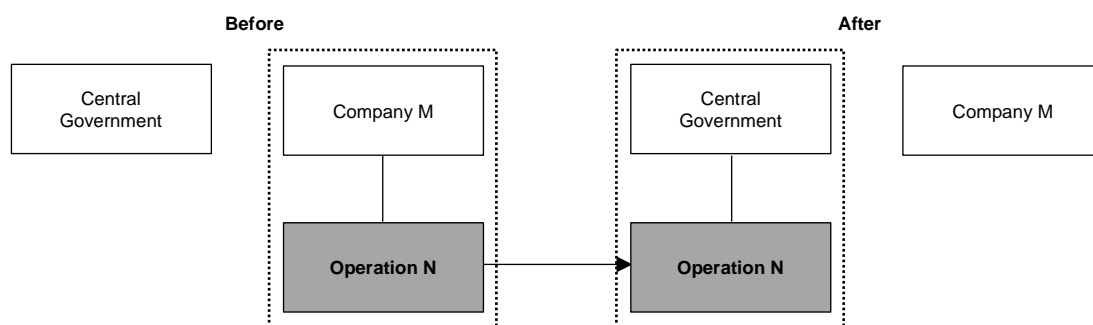 Before
After
Central
Government
Company M
Central
Government
Company M
Operation N
Operation N